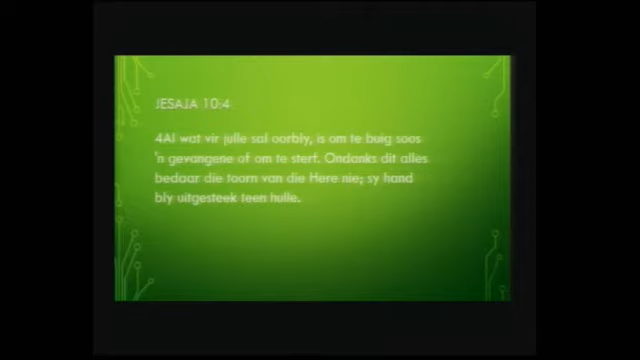 JESAJA 10:4
4Al wat vir julle sal oorbly, is om te buig soos
'n gevangene of om te sterf. Ondanks dit alles
bedaar die toorn van die Here nie; sy hand
bly uitgesteek teen hulle.